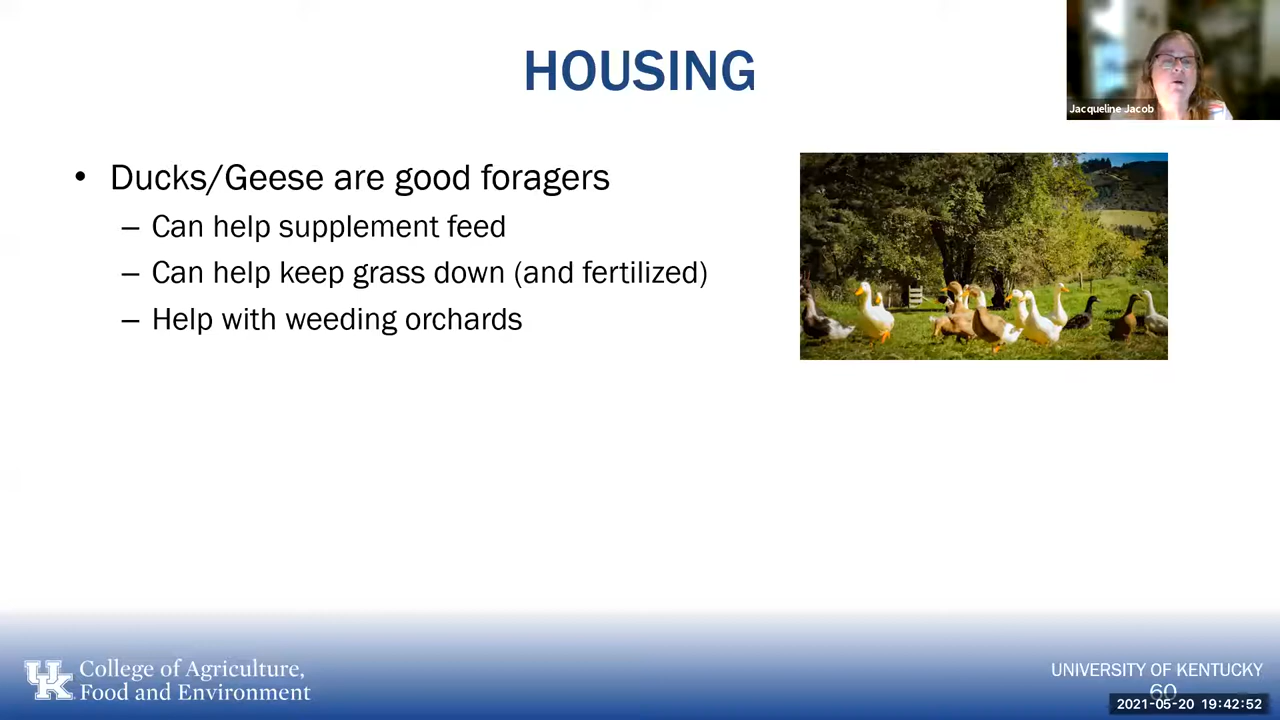 HOUSING
Jacqueline Jacob
• Ducks/Geese are good foragers
– Can help supplement feed
– Can help keep grass down (and fertilized)
– Help with weeding orchards
UK
College of Agriculture,
Food and Environment
UNIVERSITY OF KENTUCKY
60
2021-05-20 19:42:52